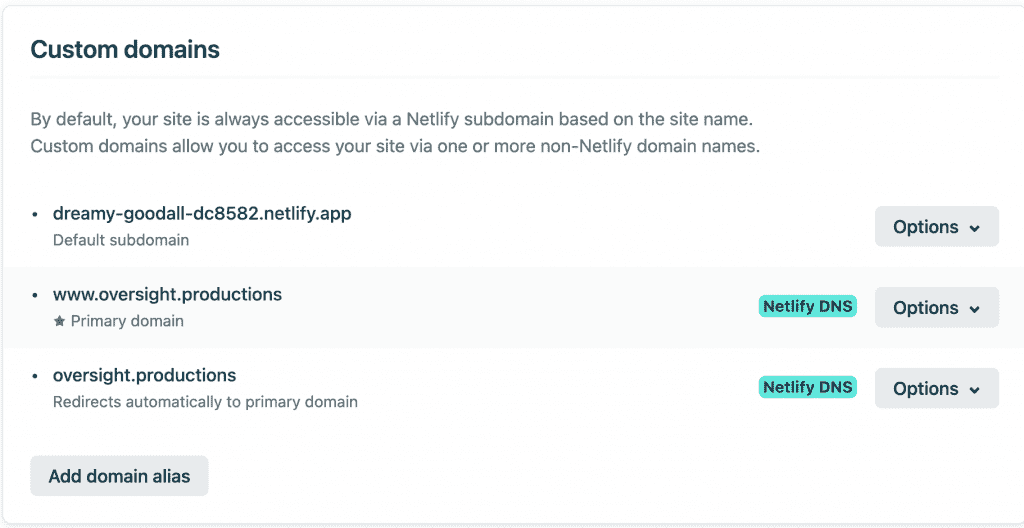 Custom domains
By default, your site is always accessible via a Netlify subdomain based on the site name.
Custom domains allow you to access your site via one or more non-Netlify domain names.
• dreamy-goodall-dc8582.netlify.app
Default subdomain
Options
• www.oversight.productions
★ Primary domain
Netlify DNS
Options
• oversight.productions
Redirects automatically to primary domain
Netlify DNS
Options
Add domain alias